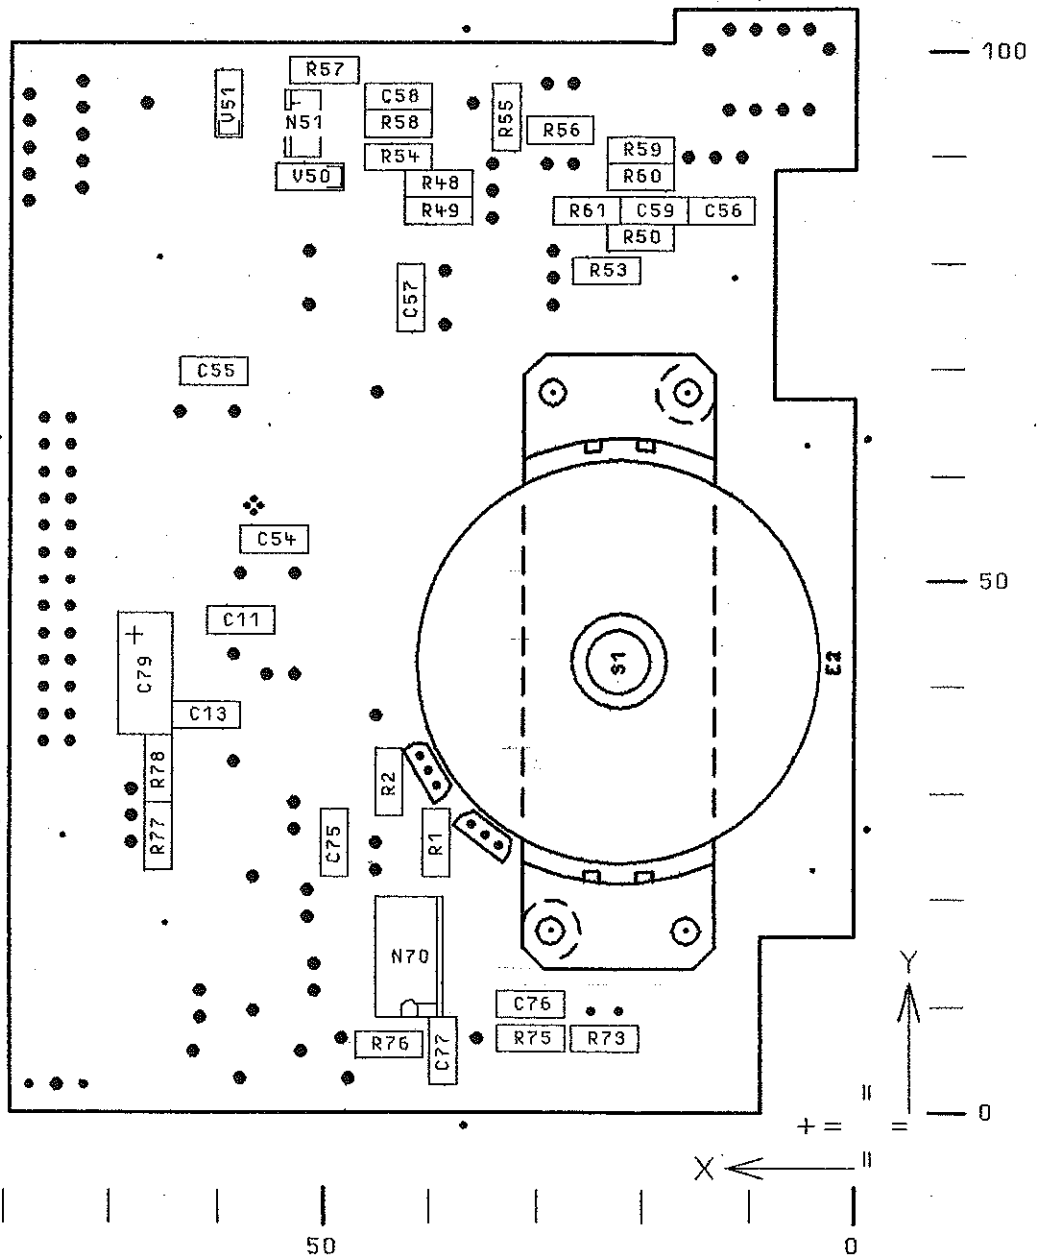 100
R57
V51
C58
N51
R58
R55
R56
R54
R59
V50
R60
R48
R49
R61
C59
C56
R50
R53
C57
C55
C54
50
C11
C79
+
S1
E2
C13
R78
R2
R77
C75
R1
N70
Y
C76
R76
C77
R75
R73
=
0
+ = =
X
=
50
0